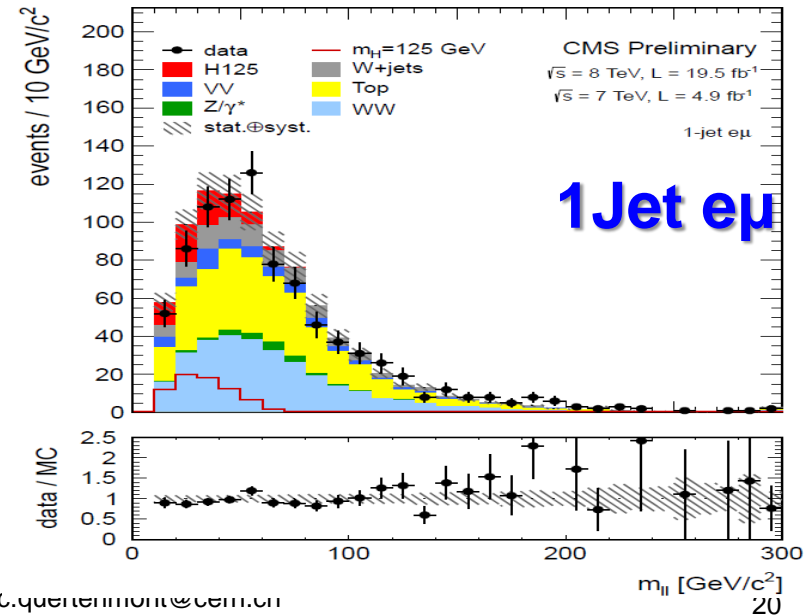 events / 10 GeV/c²
200
180
160
140
120
100
80
60
40
20
0
data
H125
VV
Z/γ*
stat.⊕syst.
m_H=125 GeV
W+jets
Top
WW
CMS Preliminary
√s = 8 TeV, L = 19.5 fb⁻¹
√s = 7 TeV, L = 4.9 fb⁻¹
1-jet eμ
1Jet eµ
data / MC
2.5
2
1.5
1
0.5
0
0 100 200 300
m_ll [GeV/c²]
20